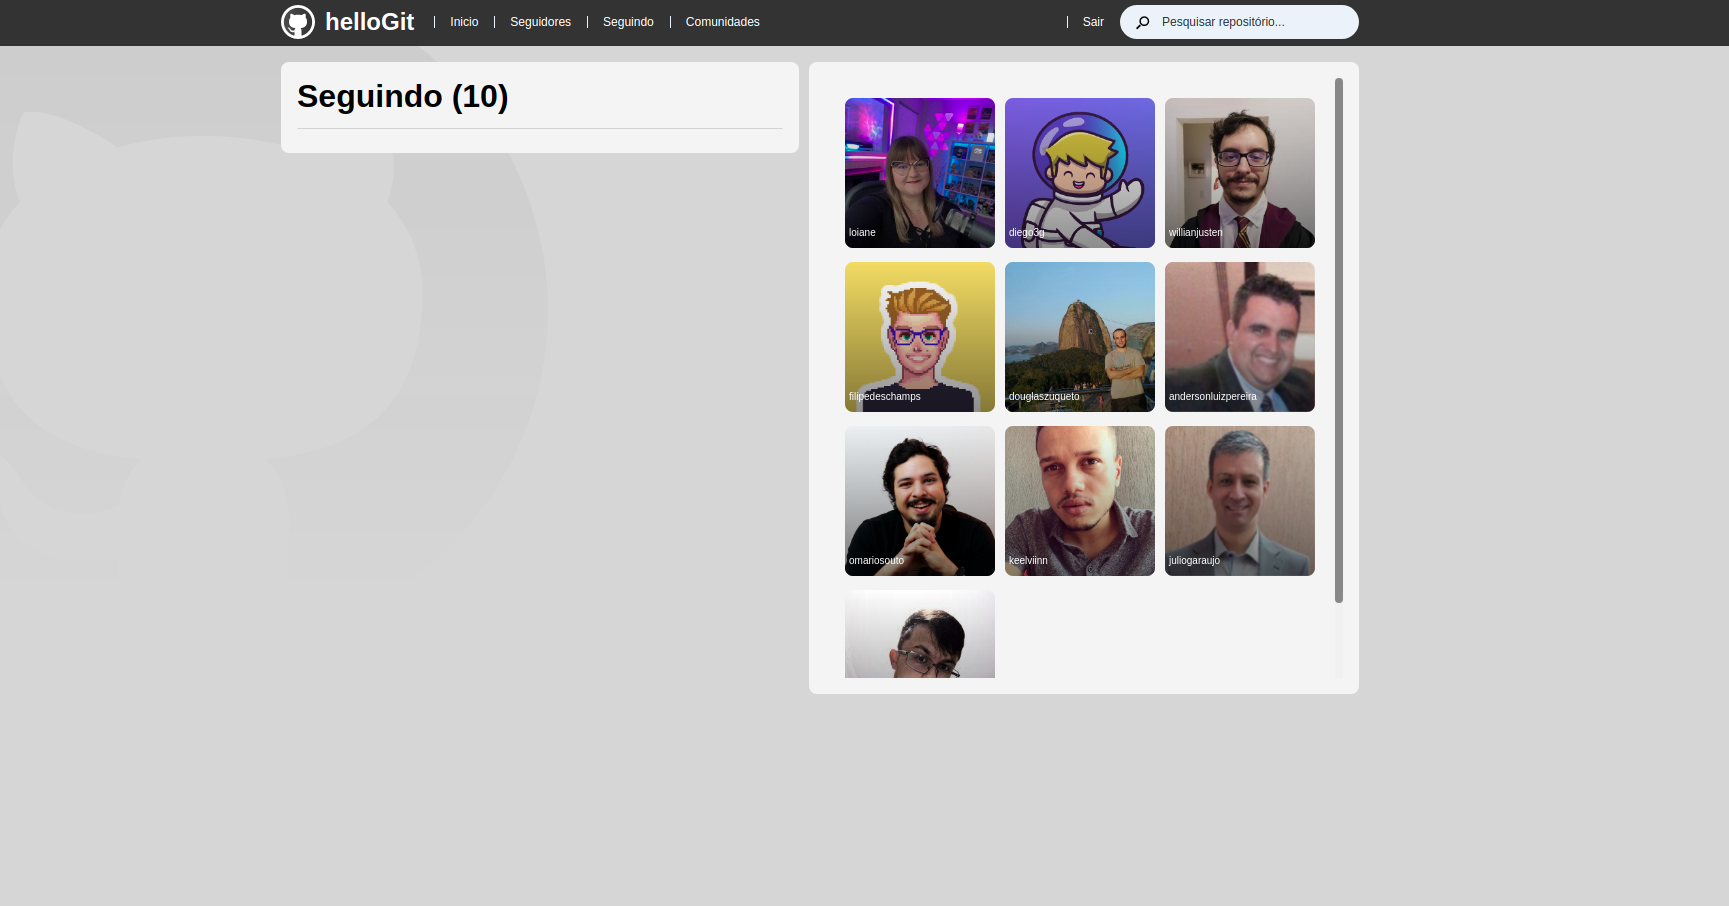 helloGit | Inicio | Seguidores | Seguindo | Comunidades | Sair Pesquisar repositório...
Seguindo (10)
loiane diego3g willianjusten
filipedeschamps douglaszuqueto andersonluizpereira
omariosouto keelviinn juliogaraujo